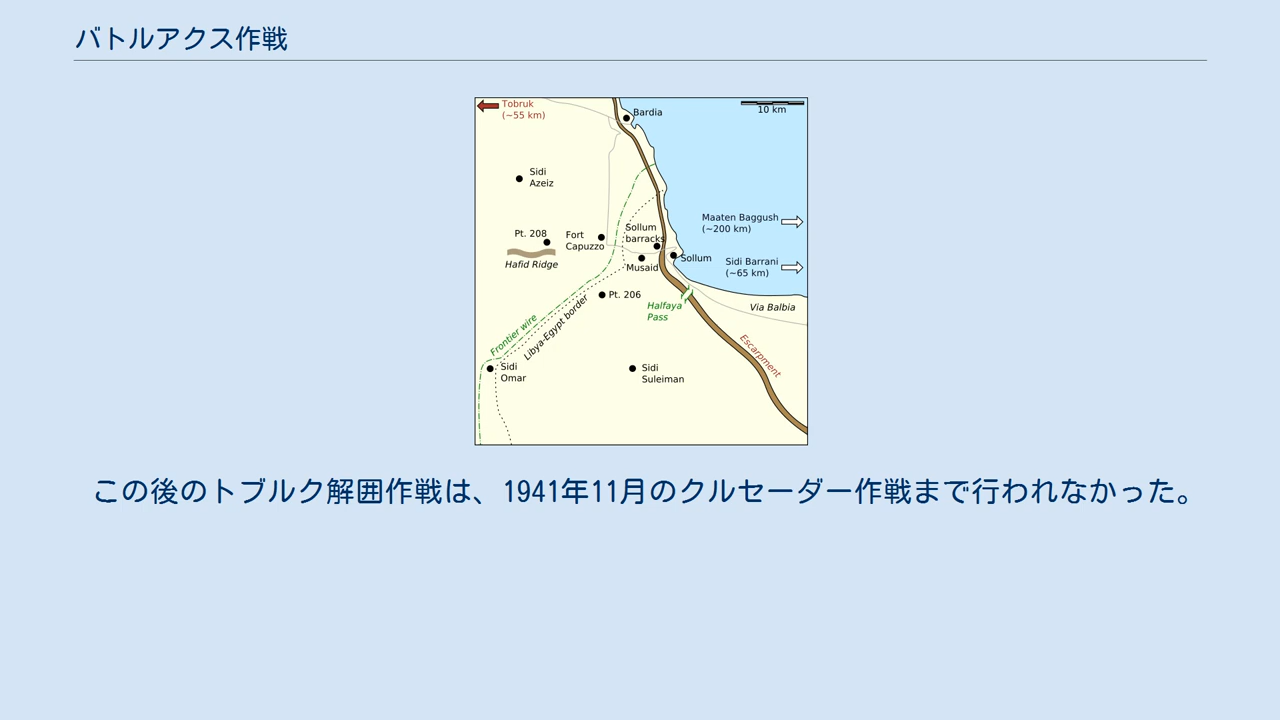 バトルアクス作戦
Tobruk
(~55 km)
Bardia
10 km
Sidi
Azeiz
Maaten Baggush
(~200 km)
Pt. 208
Fort
Capuzzo
Sollum
barracks
Hafid Ridge
Musaid
Sollum
Sidi Barrani
(~65 km)
Pt. 206
Halfaya
Pass
Via Balbia
Frontier wire
Libya-Egypt border
Escarpment
Sidi
Omar
Sidi
Suleiman
この後のトブルク解囲作戦は、1941年11月のクルセーダー作戦まで行われなかった。